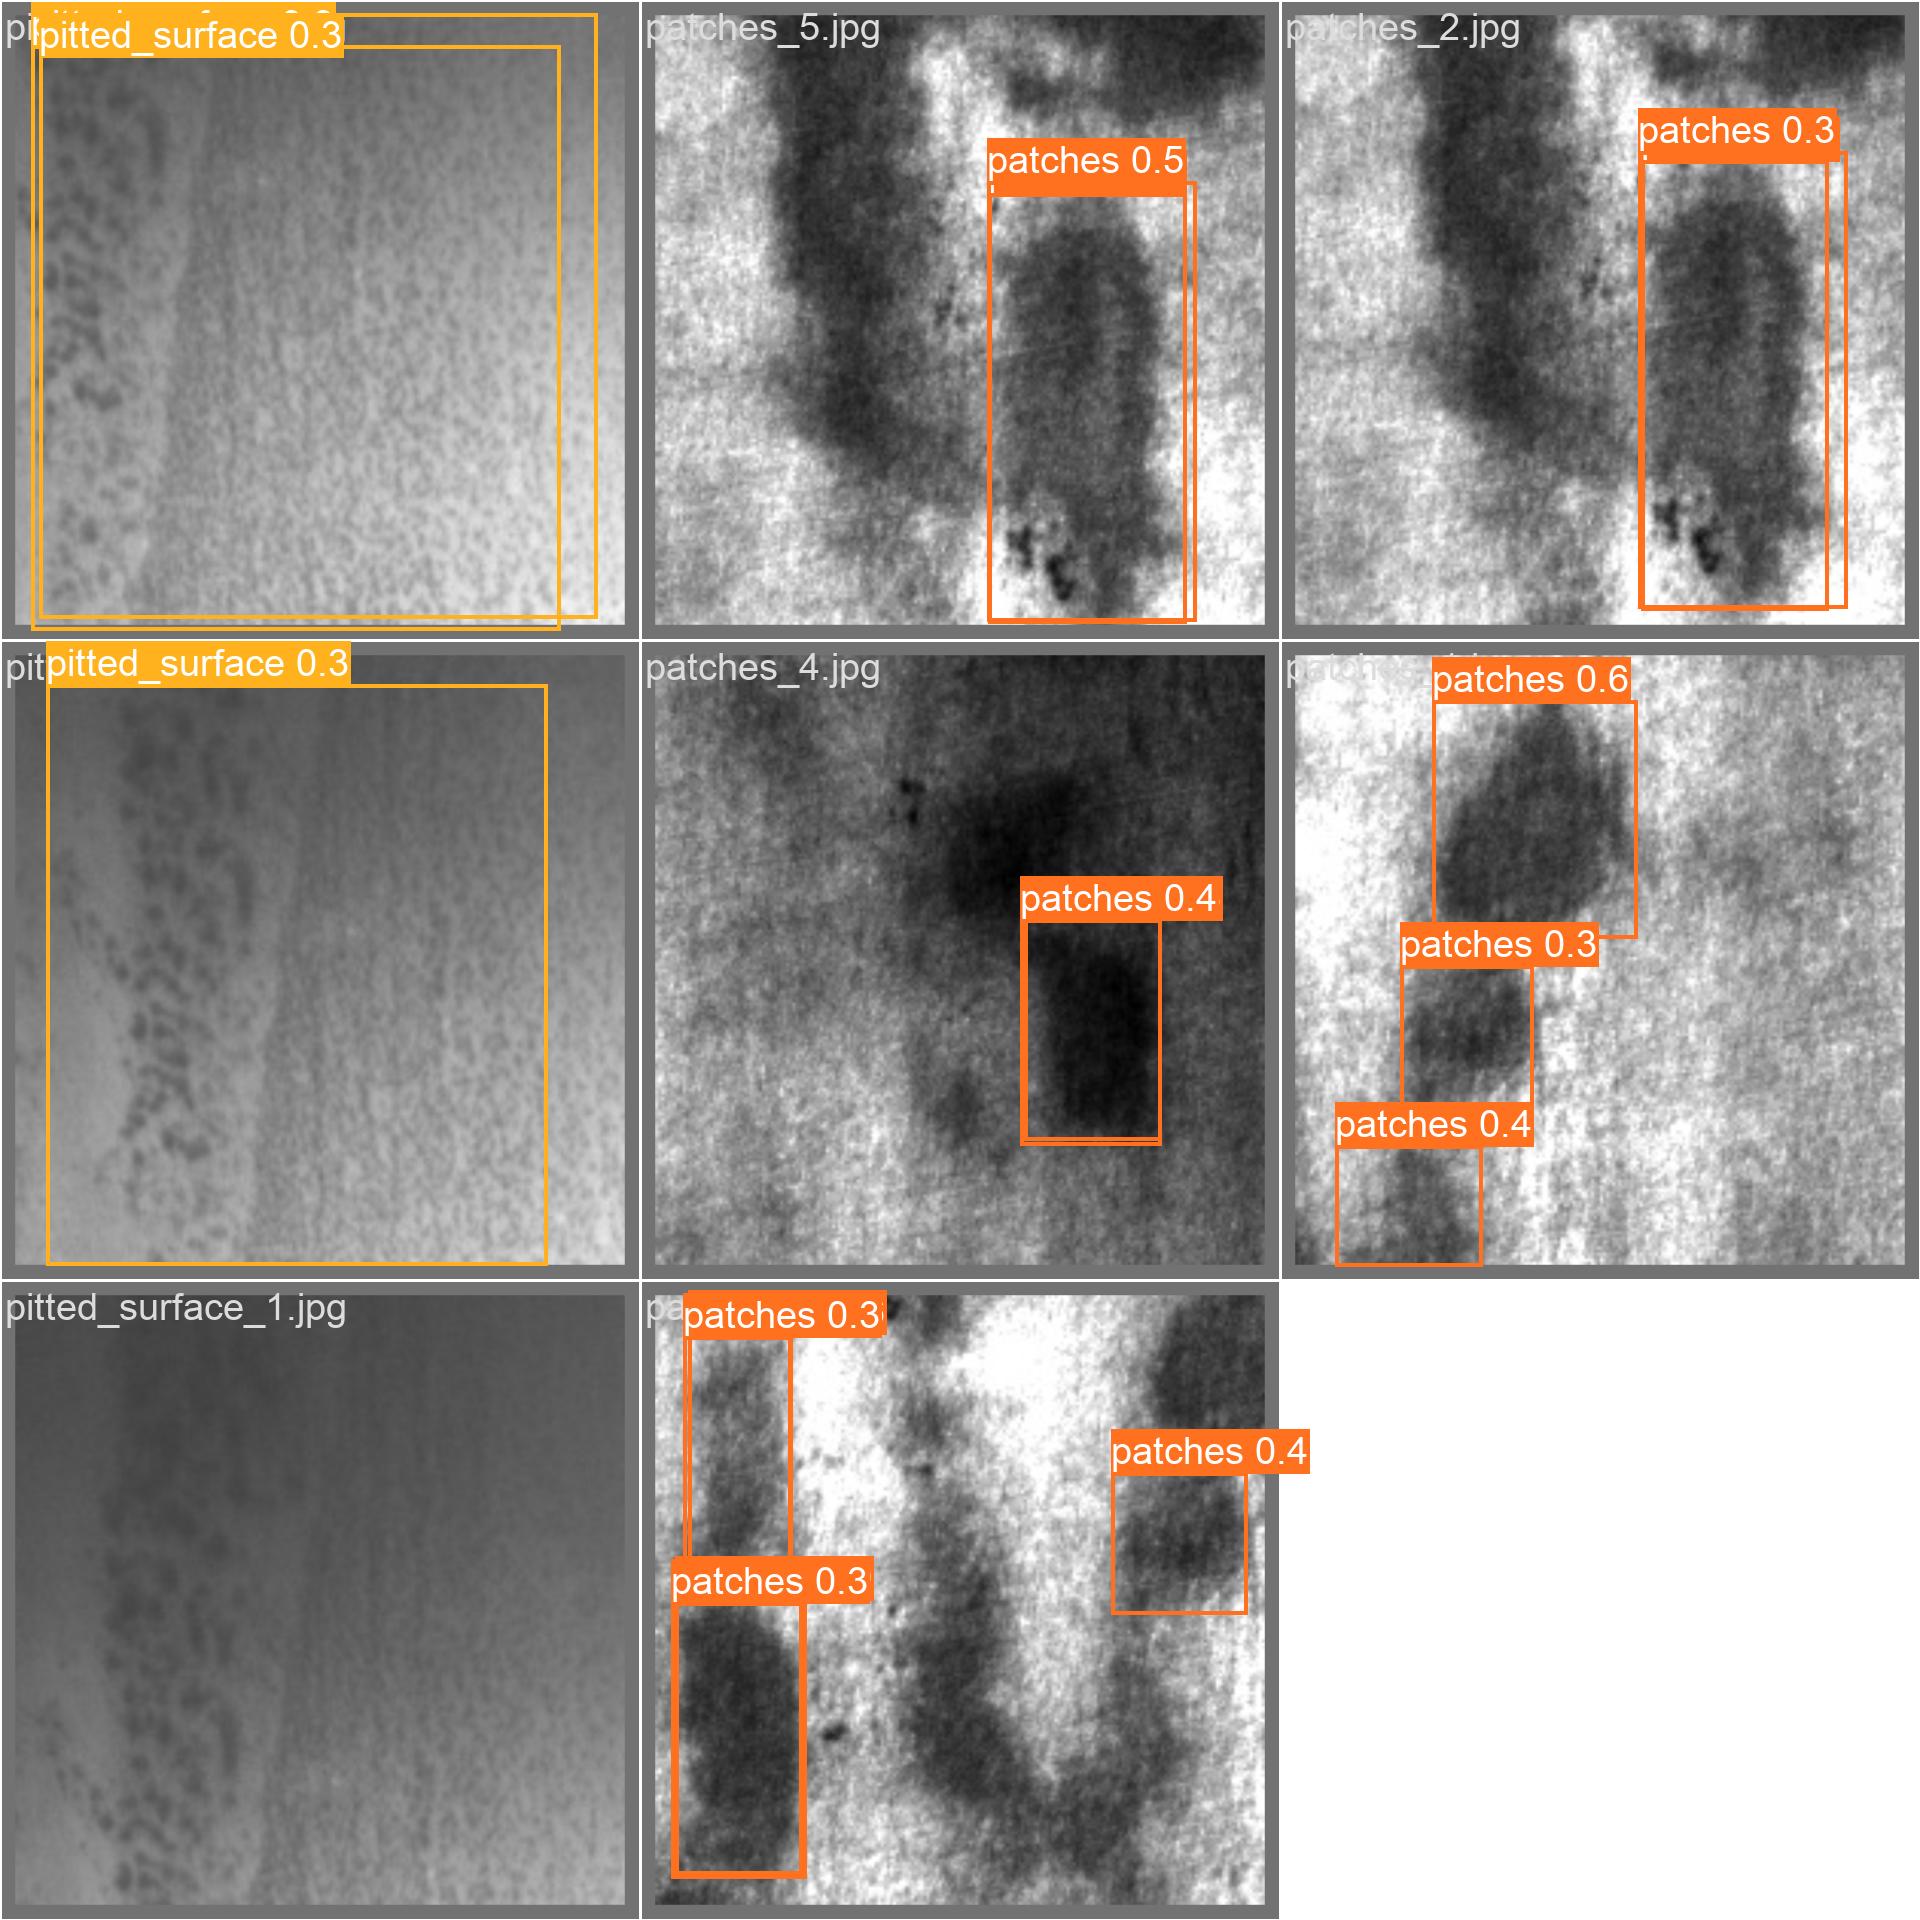 pitted_surface 0.3
patches_5.jpg
patches 0.5
patches_2.jpg
patches 0.3
pitted_surface 0.3
patches_4.jpg
patches 0.4
patches 0.6
patches 0.3
patches 0.4
pitted_surface_1.jpg
patches 0.3
patches 0.4
patches 0.3